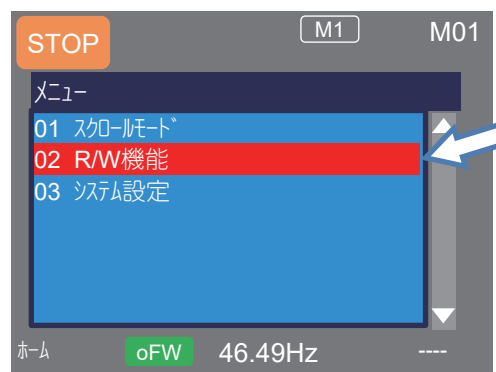 STOP M1 M01
ﾒﾆｭｰ
01 ｽｸﾛｰﾙﾓｰﾄﾞ
02 R/W機能
03 ｼｽﾃﾑ設定
ﾎｰﾑ oFW 46.49Hz ----